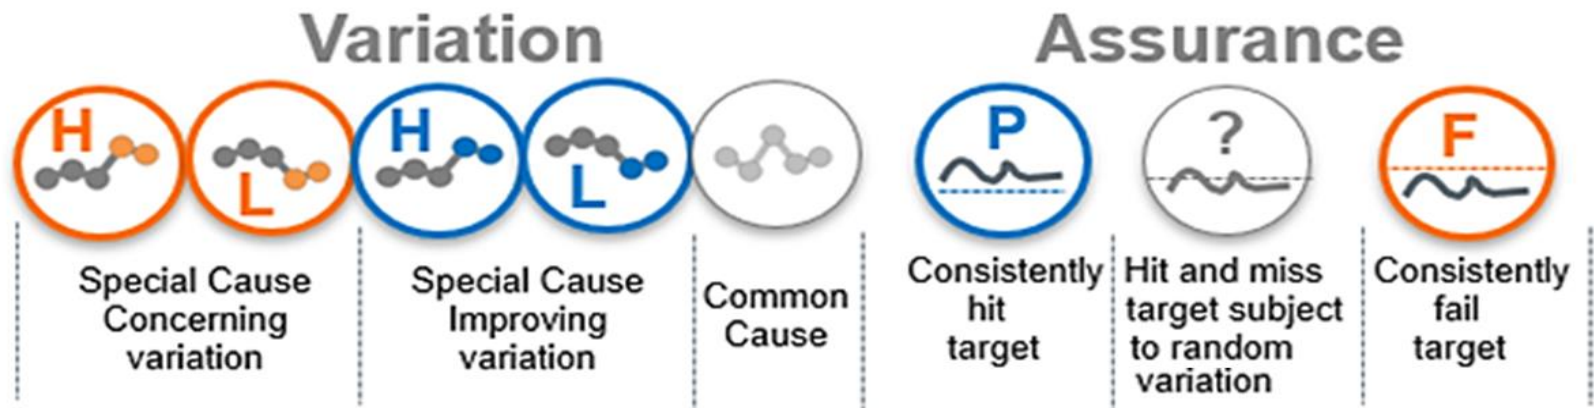 Variation
Assurance
H
L
H
L
P
?
F
Special Cause
Concerning
variation
Special Cause
Improving
variation
Common
Cause
Consistently
hit
target
Hit and miss
target subject
to random
variation
Consistently
fail
target